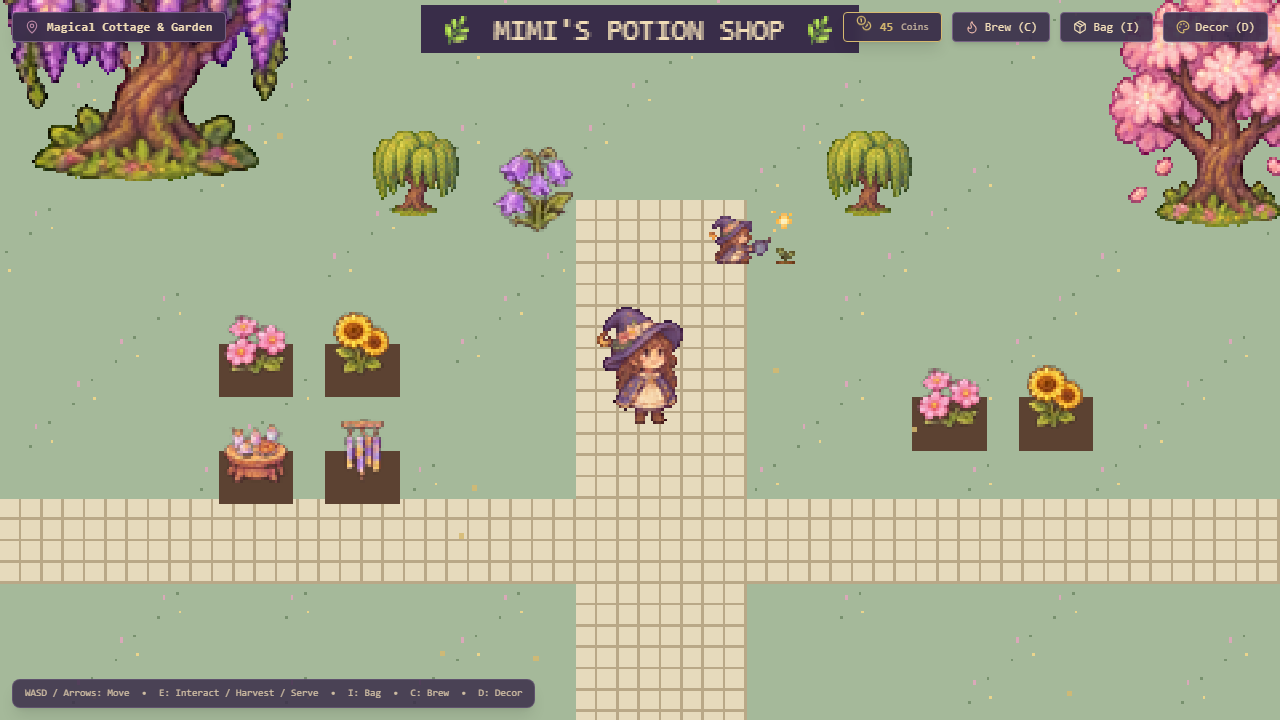 Magical Cottage & Garden
MIMI'S POTION SHOP
45 Coins
Brew (C)
Bag (I)
Decor (D)
WASD / Arrows: Move • E: Interact / Harvest / Serve • I: Bag • C: Brew • D: Decor